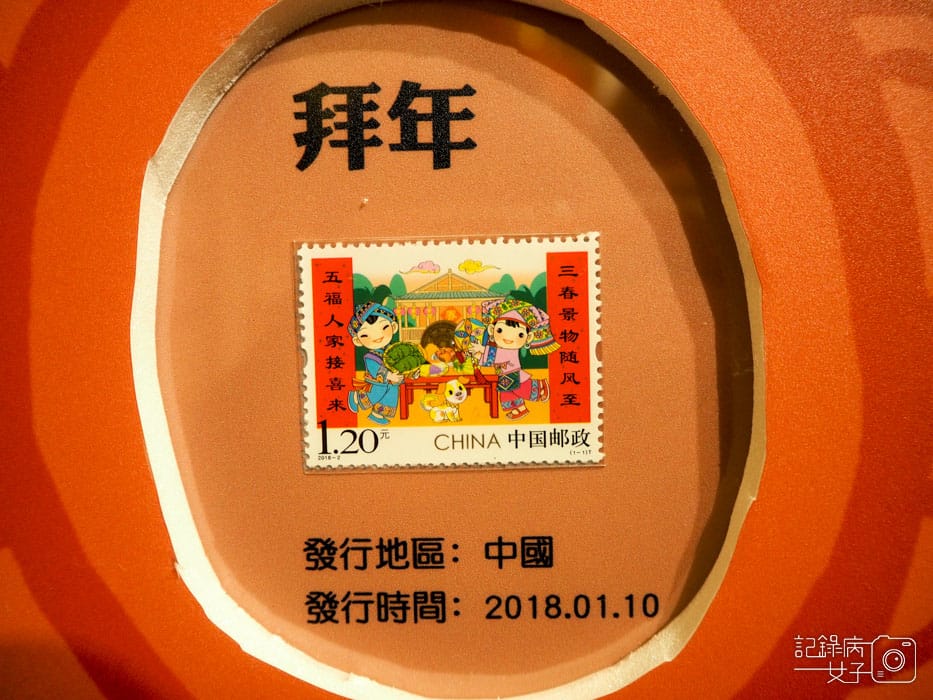 拜年
三春景物随风至
五福人家接喜来
1.20元
2018-2
CHINA 中国邮政
(1-1)T
發行地區：中國
發行時間：2018.01.10
記錄病
女子